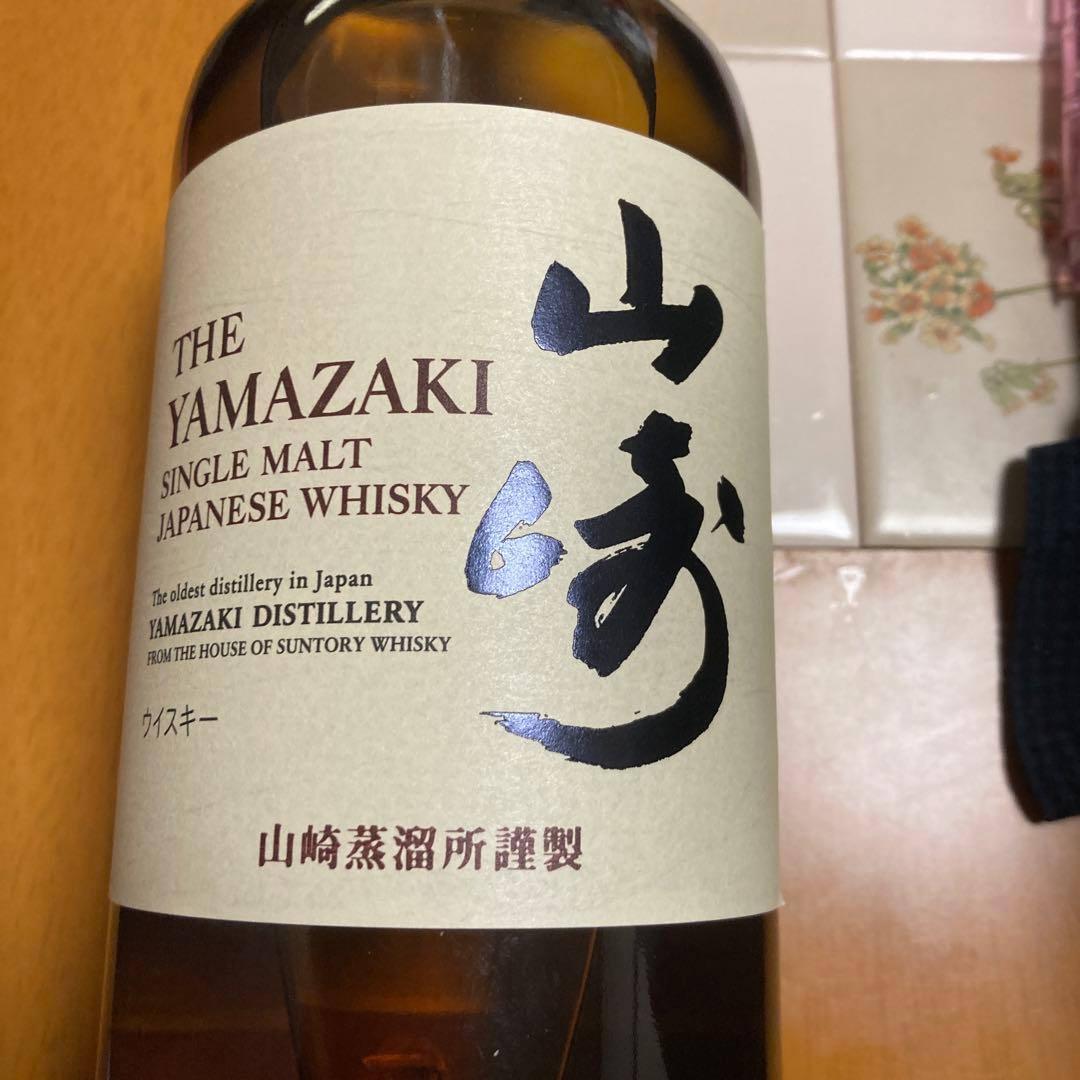 THE
YAMAZAKI
SINGLE MALT
JAPANESE WHISKY
The oldest distillery in Japan
YAMAZAKI DISTILLERY
FROM THE HOUSE OF SUNTORY WHISKY
ウイスキー
山崎
山崎蒸溜所謹製